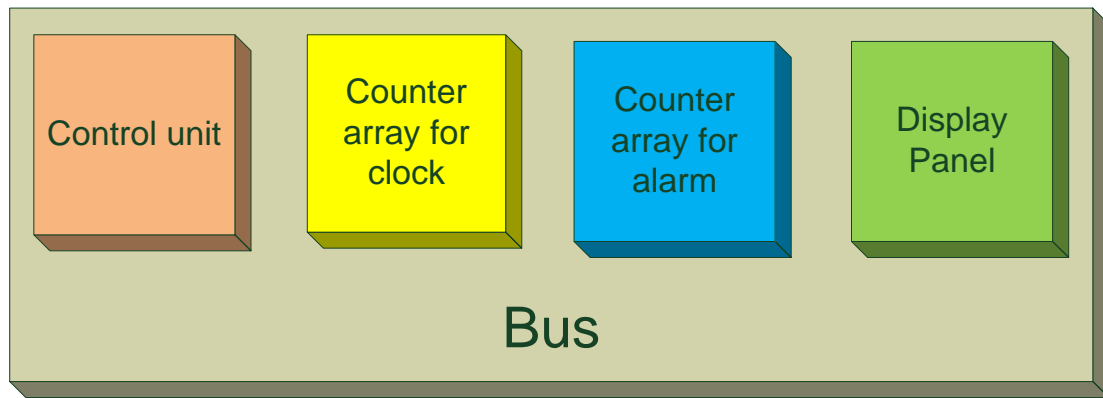 Control unit
Counter
array for
clock
Counter
array for
alarm
Display
Panel
Bus